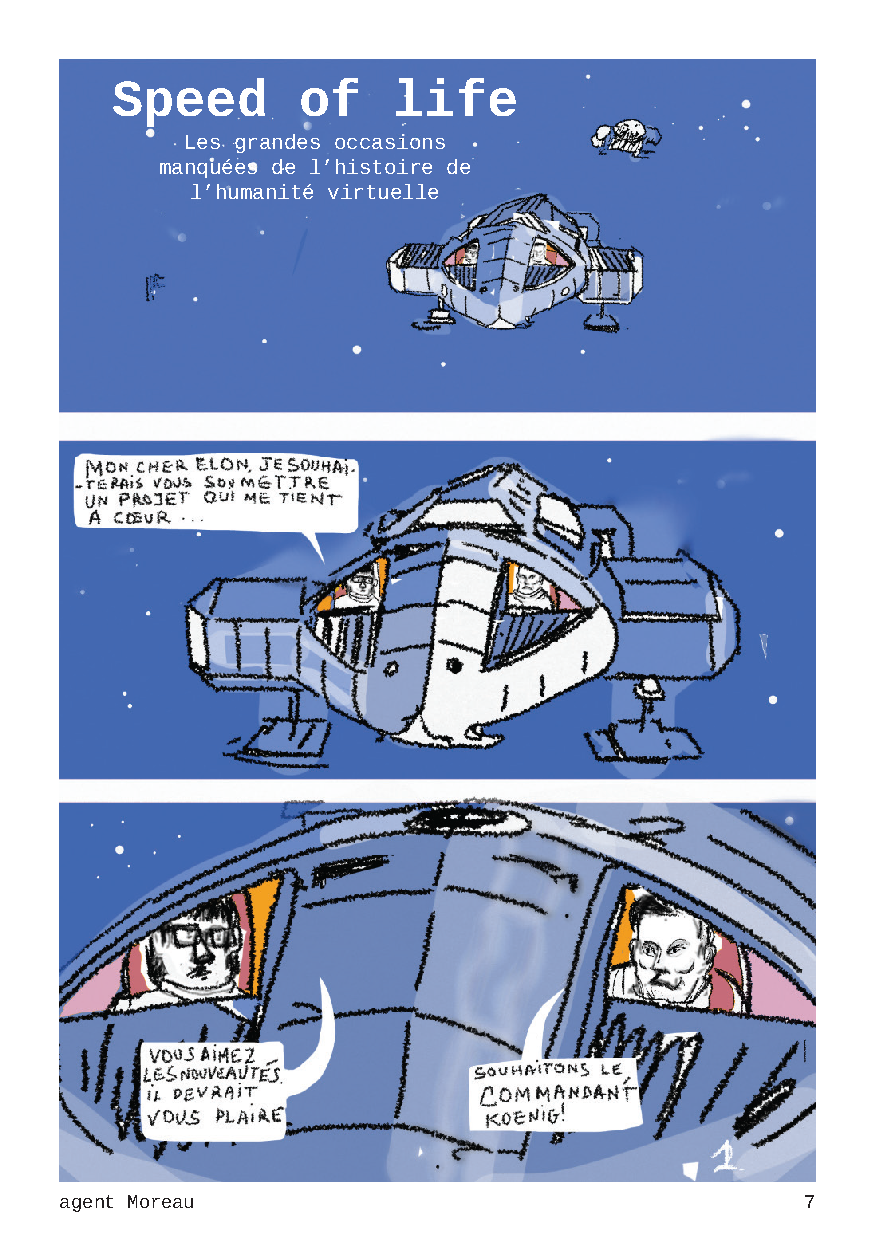 Speed of life
Les grandes occasions
manquées de l'histoire de
l'humanité virtuelle
MON CHER ELON, JE SOUHAI-
-TERAIS VOUS SOUMETTRE
UN PROJET QUI ME TIENT
A CŒUR ...
VOUS AIMEZ
LES NOUVEAUTÉS.
iL DEVRAIT
VOUS PLAIRE
SOUHAITONS LE,
COMMANDANT
KOENiG!
1
agent Moreau
7